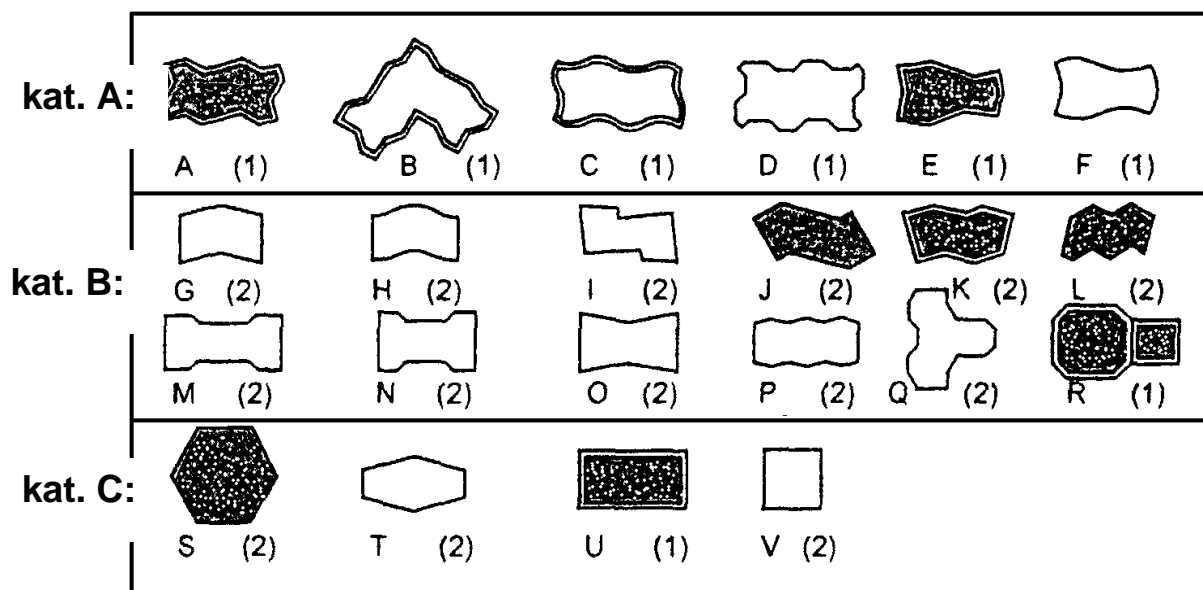 kat. A:
A (1) B (1) C (1) D (1) E (1) F (1)
kat. B:
G (2) H (2) I (2) J (2) K (2) L (2)
M (2) N (2) O (2) P (2) Q (2) R (1)
kat. C:
S (2) T (2) U (1) V (2)